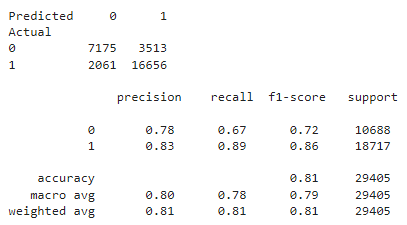 Predicted 0 1
Actual
0 7175 3513
1 2061 16656
precision recall f1-score support
0 0.78 0.67 0.72 10688
1 0.83 0.89 0.86 18717
accuracy 0.81 29405
macro avg 0.80 0.78 0.79 29405
weighted avg 0.81 0.81 0.81 29405